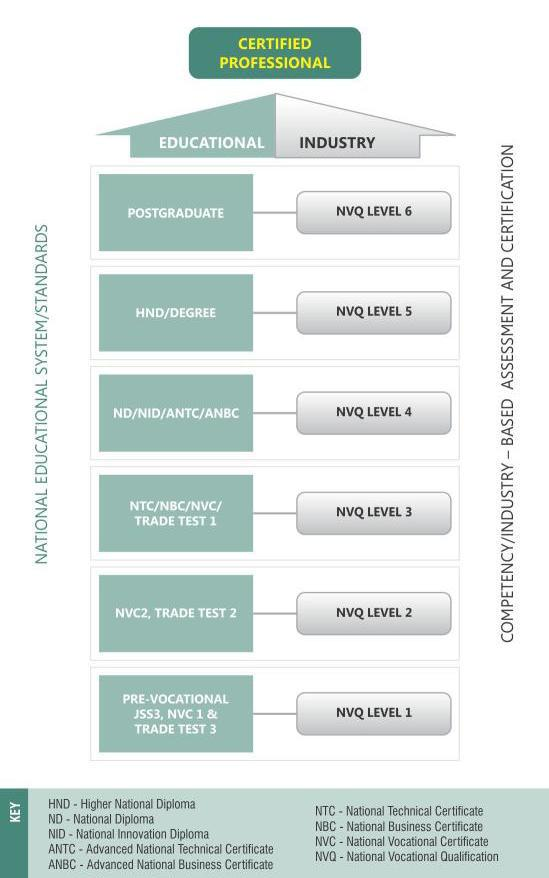 CERTIFIED
PROFESSIONAL
EDUCATIONAL
INDUSTRY
NATIONAL EDUCATIONAL SYSTEM/STANDARDS
COMPETENCY/INDUSTRY – BASED ASSESSMENT AND CERTIFICATION
POSTGRADUATE
NVQ LEVEL 6
HND/DEGREE
NVQ LEVEL 5
ND/NID/ANTC/ANBC
NVQ LEVEL 4
NTC/NBC/NVC/
TRADE TEST 1
NVQ LEVEL 3
NVC2, TRADE TEST 2
NVQ LEVEL 2
PRE-VOCATIONAL
JSS3, NVC 1 &
TRADE TEST 3
NVQ LEVEL 1
KEY
HND - Higher National Diploma
ND - National Diploma
NID - National Innovation Diploma
ANTC - Advanced National Technical Certificate
ANBC - Advanced National Business Certificate
NTC - National Technical Certificate
NBC - National Business Certificate
NVC - National Vocational Certificate
NVQ - National Vocational Qualification